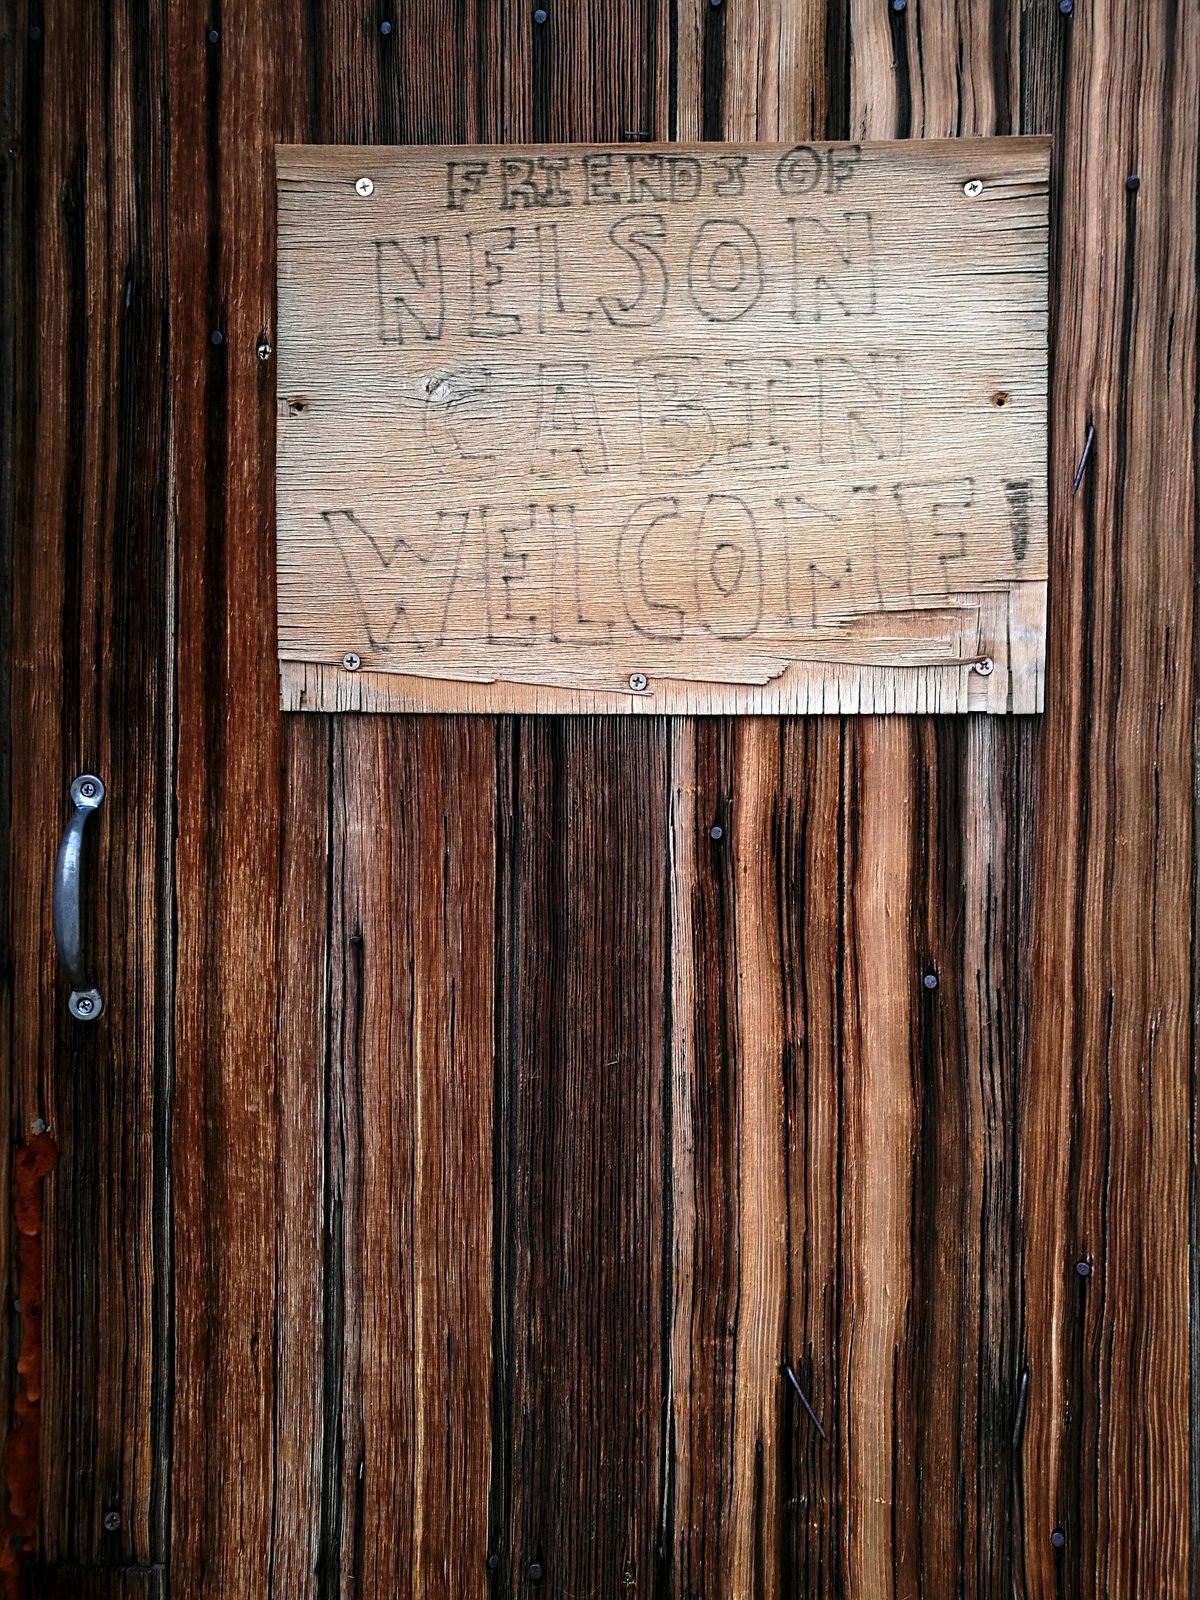 FRIENDS OF
NELSON
CABIN
WELCOME!